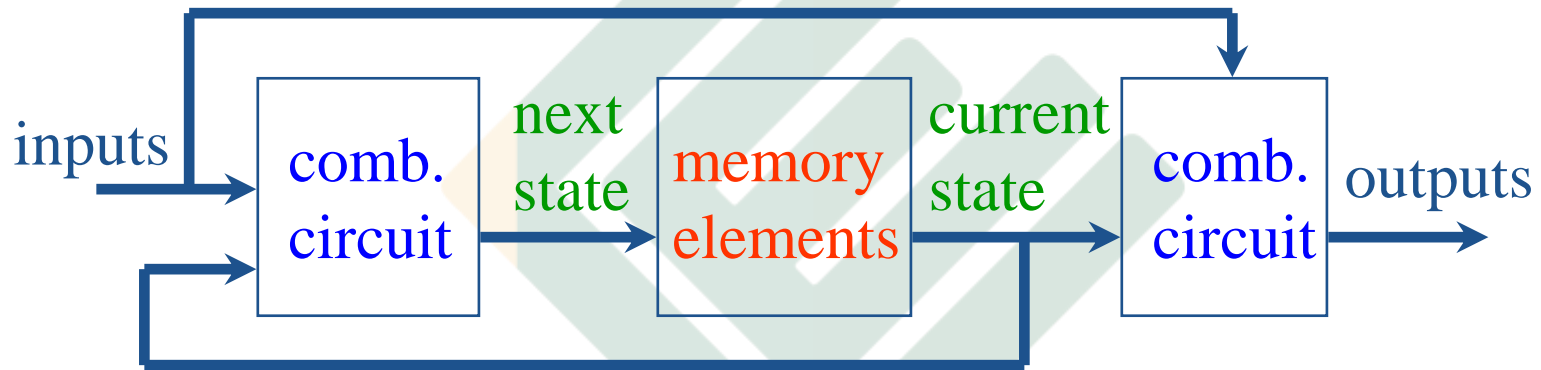 inputs
comb.
circuit
next
state
memory
elements
current
state
comb.
circuit
outputs